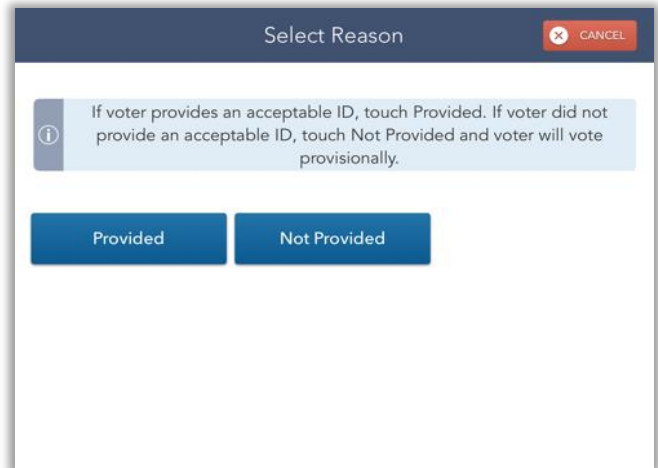 Select Reason
CANCEL
If voter provides an acceptable ID, touch Provided. If voter did not
provide an acceptable ID, touch Not Provided and voter will vote
provisionally.
Provided Not Provided